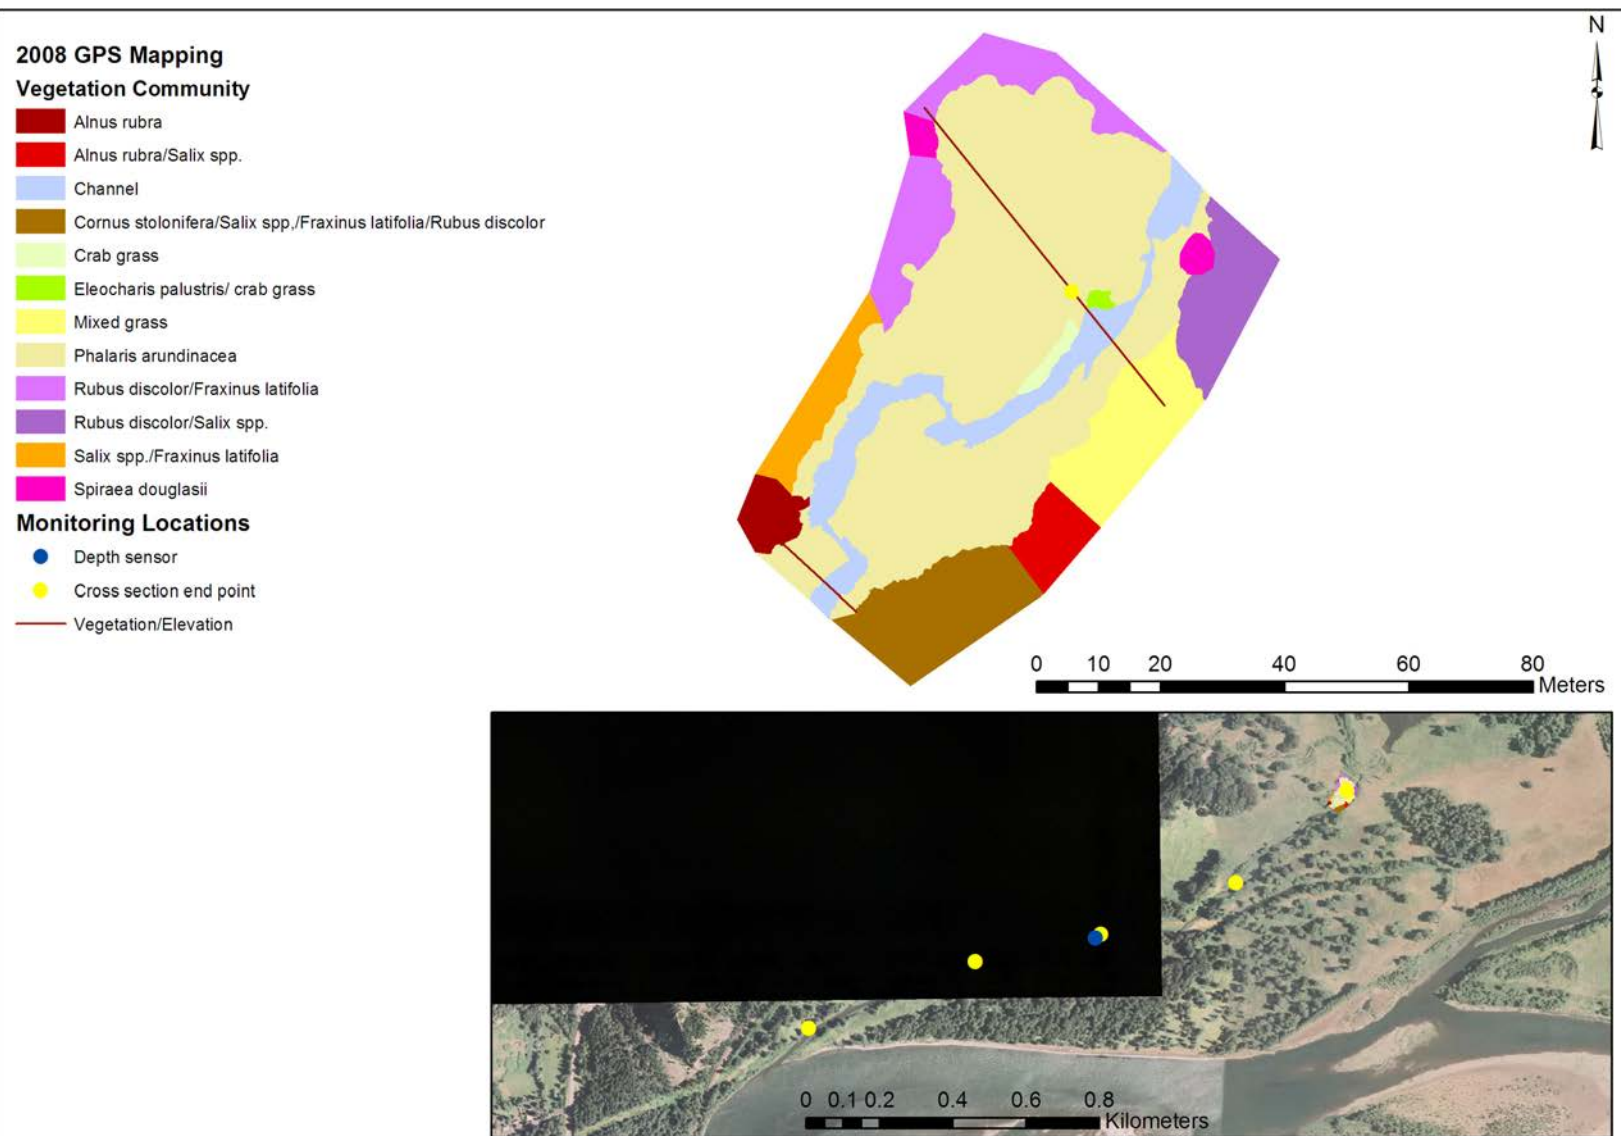 2008 GPS Mapping
Vegetation Community
Alnus rubra
Alnus rubra/Salix spp.
Channel
Cornus stolonifera/Salix spp,/Fraxinus latifolia/Rubus discolor
Crab grass
Eleocharis palustris/ crab grass
Mixed grass
Phalaris arundinacea
Rubus discolor/Fraxinus latifolia
Rubus discolor/Salix spp.
Salix spp./Fraxinus latifolia
Spiraea douglasii
Monitoring Locations
Depth sensor
Cross section end point
Vegetation/Elevation
N
0 10 20 40 60 80
Meters
0 0.1 0.2 0.4 0.6 0.8
Kilometers